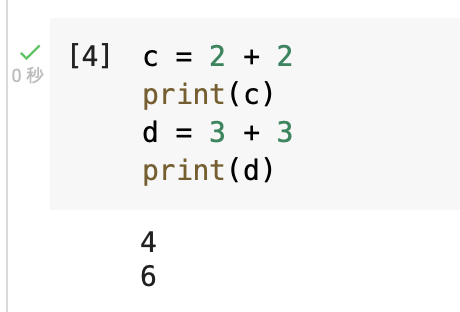 [4] c = 2 + 2
0 秒
print(c)
d = 3 + 3
print(d)
4
6